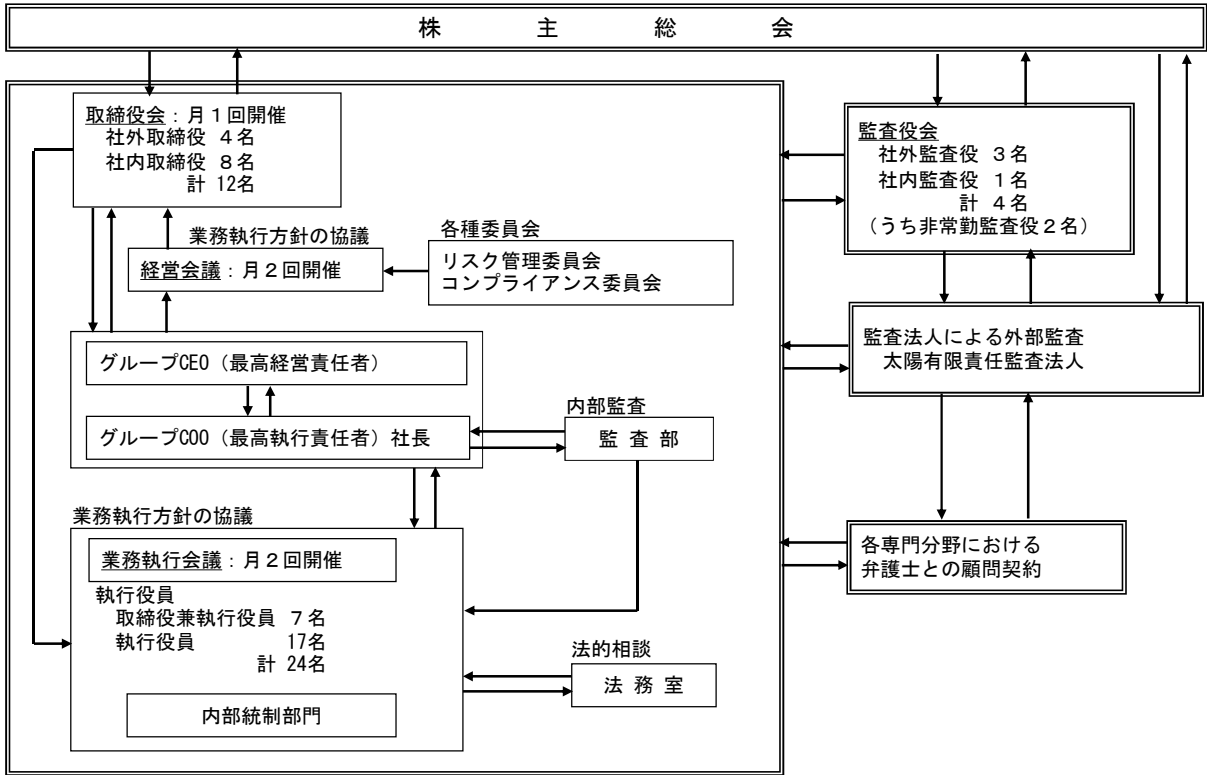 株主総会
取締役会：月１回開催
社外取締役 ４名
社内取締役 ８名
計 12名
監査役会
社外監査役 ３名
社内監査役 １名
計 ４名
（うち非常勤監査役２名）
業務執行方針の協議
経営会議：月２回開催
各種委員会
リスク管理委員会
コンプライアンス委員会
監査法人による外部監査
太陽有限責任監査法人
グループCEO（最高経営責任者）
グループCOO（最高執行責任者）社長
内部監査
監査部
業務執行方針の協議
業務執行会議：月２回開催
執行役員
取締役兼執行役員 ７名
執行役員 17名
計 24名
内部統制部門
法的相談
法務室
各専門分野における
弁護士との顧問契約